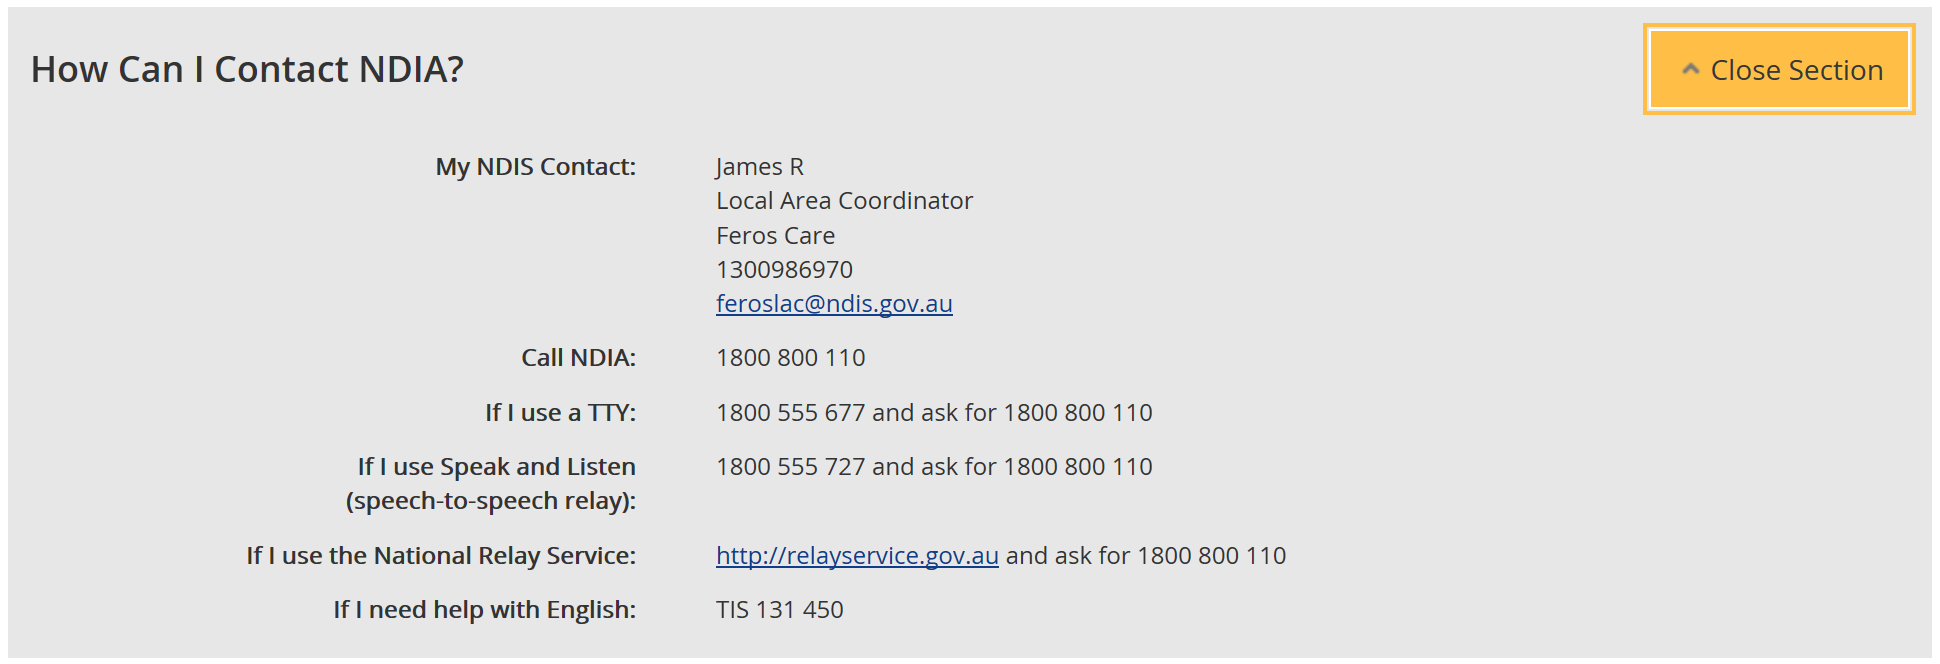 How Can I Contact NDIA?
Close Section
My NDIS Contact:
James R
Local Area Coordinator
Feros Care
1300986970
feroslac@ndis.gov.au
Call NDIA:
1800 800 110
If I use a TTY:
1800 555 677 and ask for 1800 800 110
If I use Speak and Listen
(speech-to-speech relay):
1800 555 727 and ask for 1800 800 110
If I use the National Relay Service:
http://relayservice.gov.au and ask for 1800 800 110
If I need help with English:
TIS 131 450